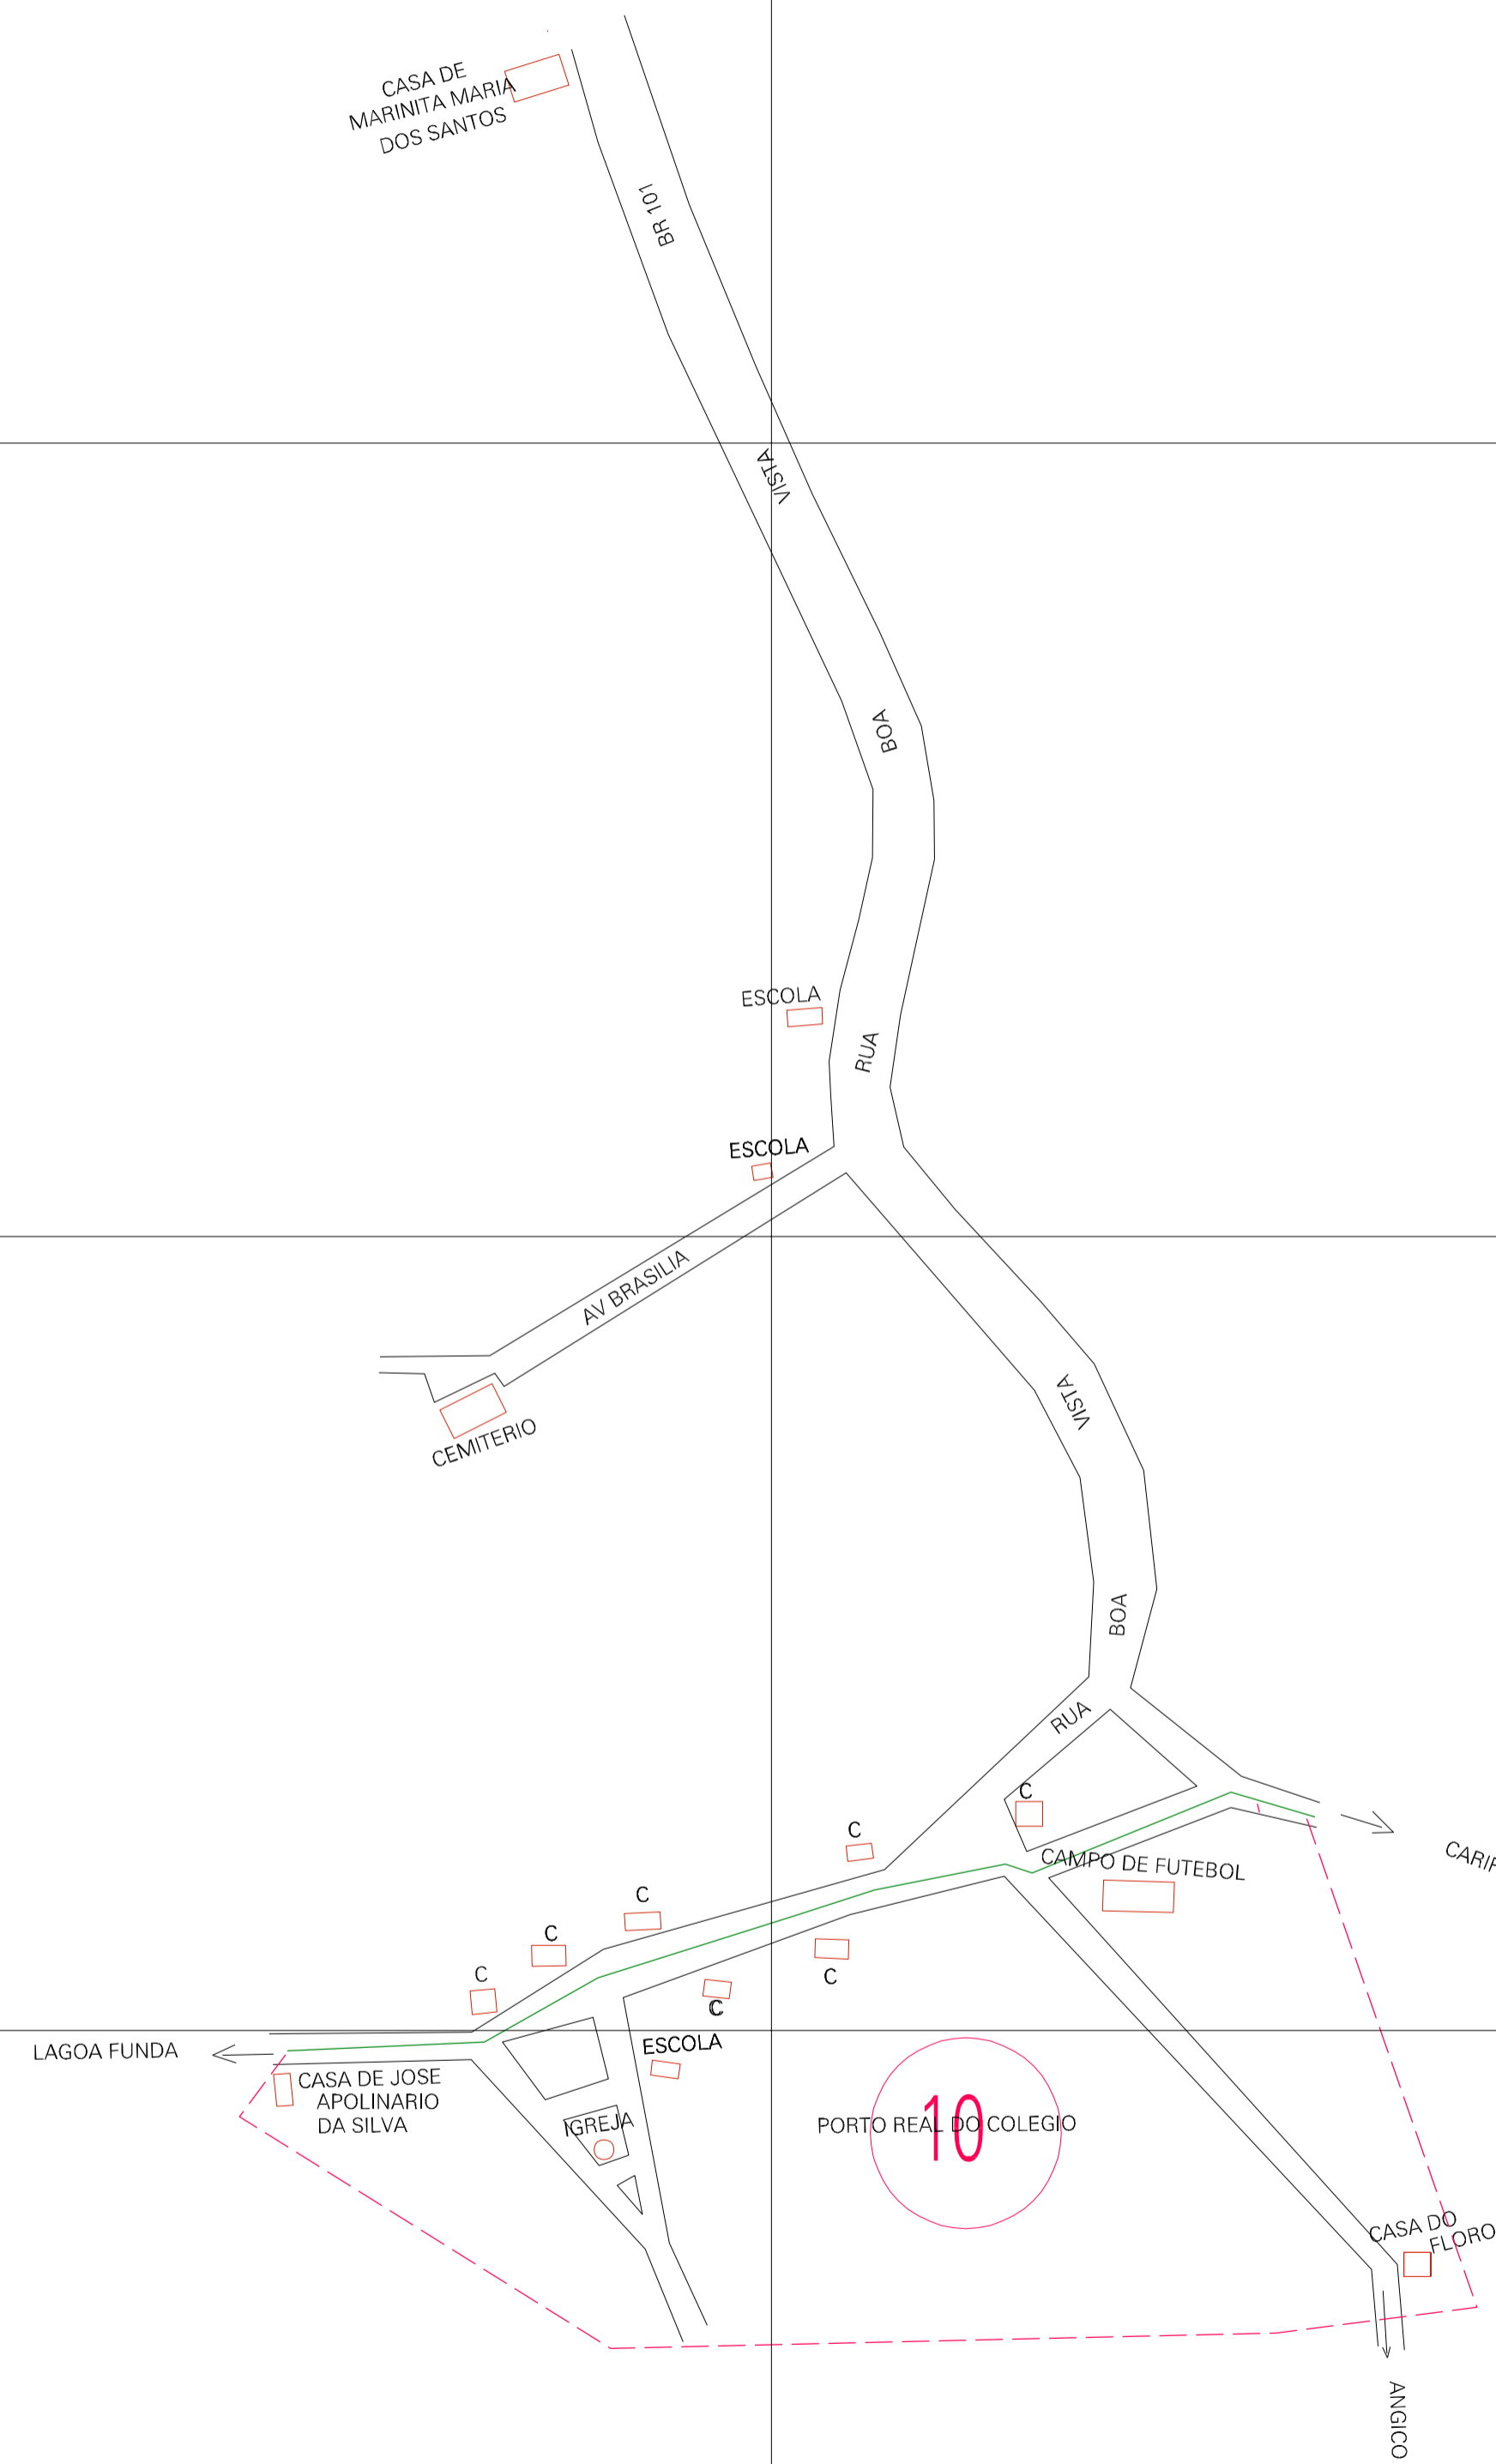 CASA DE
MARINITA MARIA
DOS SANTOS
BR 101
VISTA
BOA
ESCOLA
RUA
ESCOLA
AV BRASILIA
VISTA
CEMITERIO
BOA
RUA
C
C
CAMPO DE FUTEBOL
C
C
C
C
C
ESCOLA
LAGOA FUNDA
CASA DE JOSE
APOLINARIO
DA SILVA
IGREJA
PORTO REAL DO COLEGIO
10
CASA DO
FLORO
ANGICO